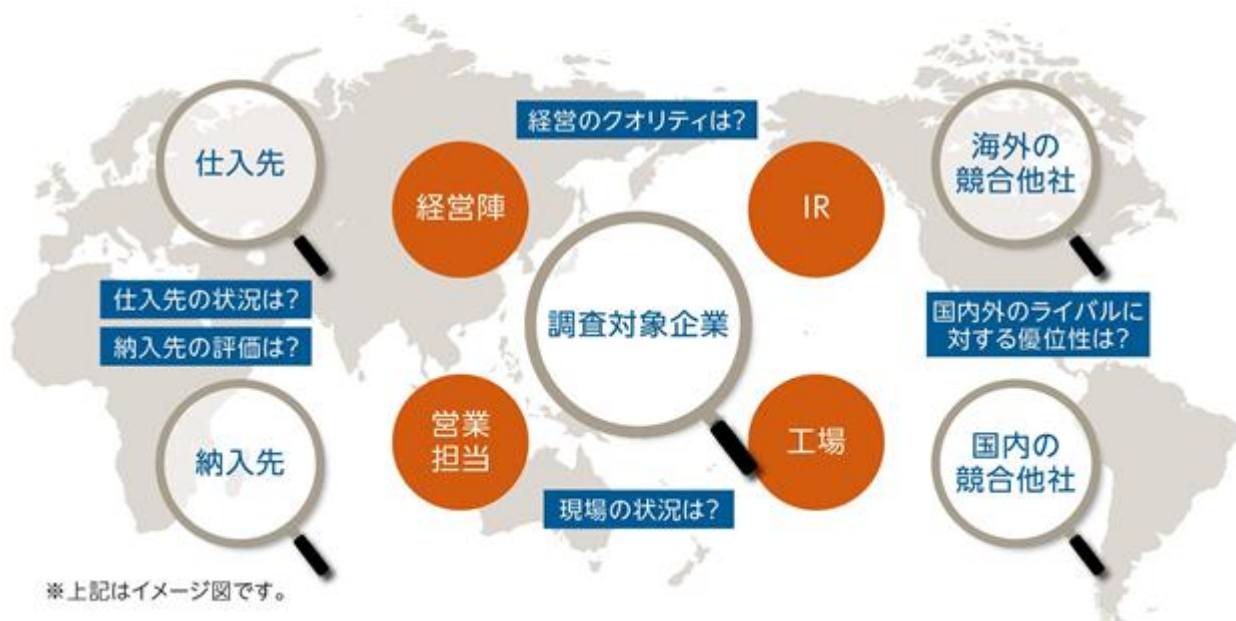 経営のクオリティは?
仕入先
海外の
競合他社
経営陣
IR
仕入先の状況は?
納入先の評価は?
調査対象企業
国内外のライバルに
対する優位性は?
営業
担当
工場
納入先
国内の
競合他社
現場の状況は?
※上記はイメージ図です。